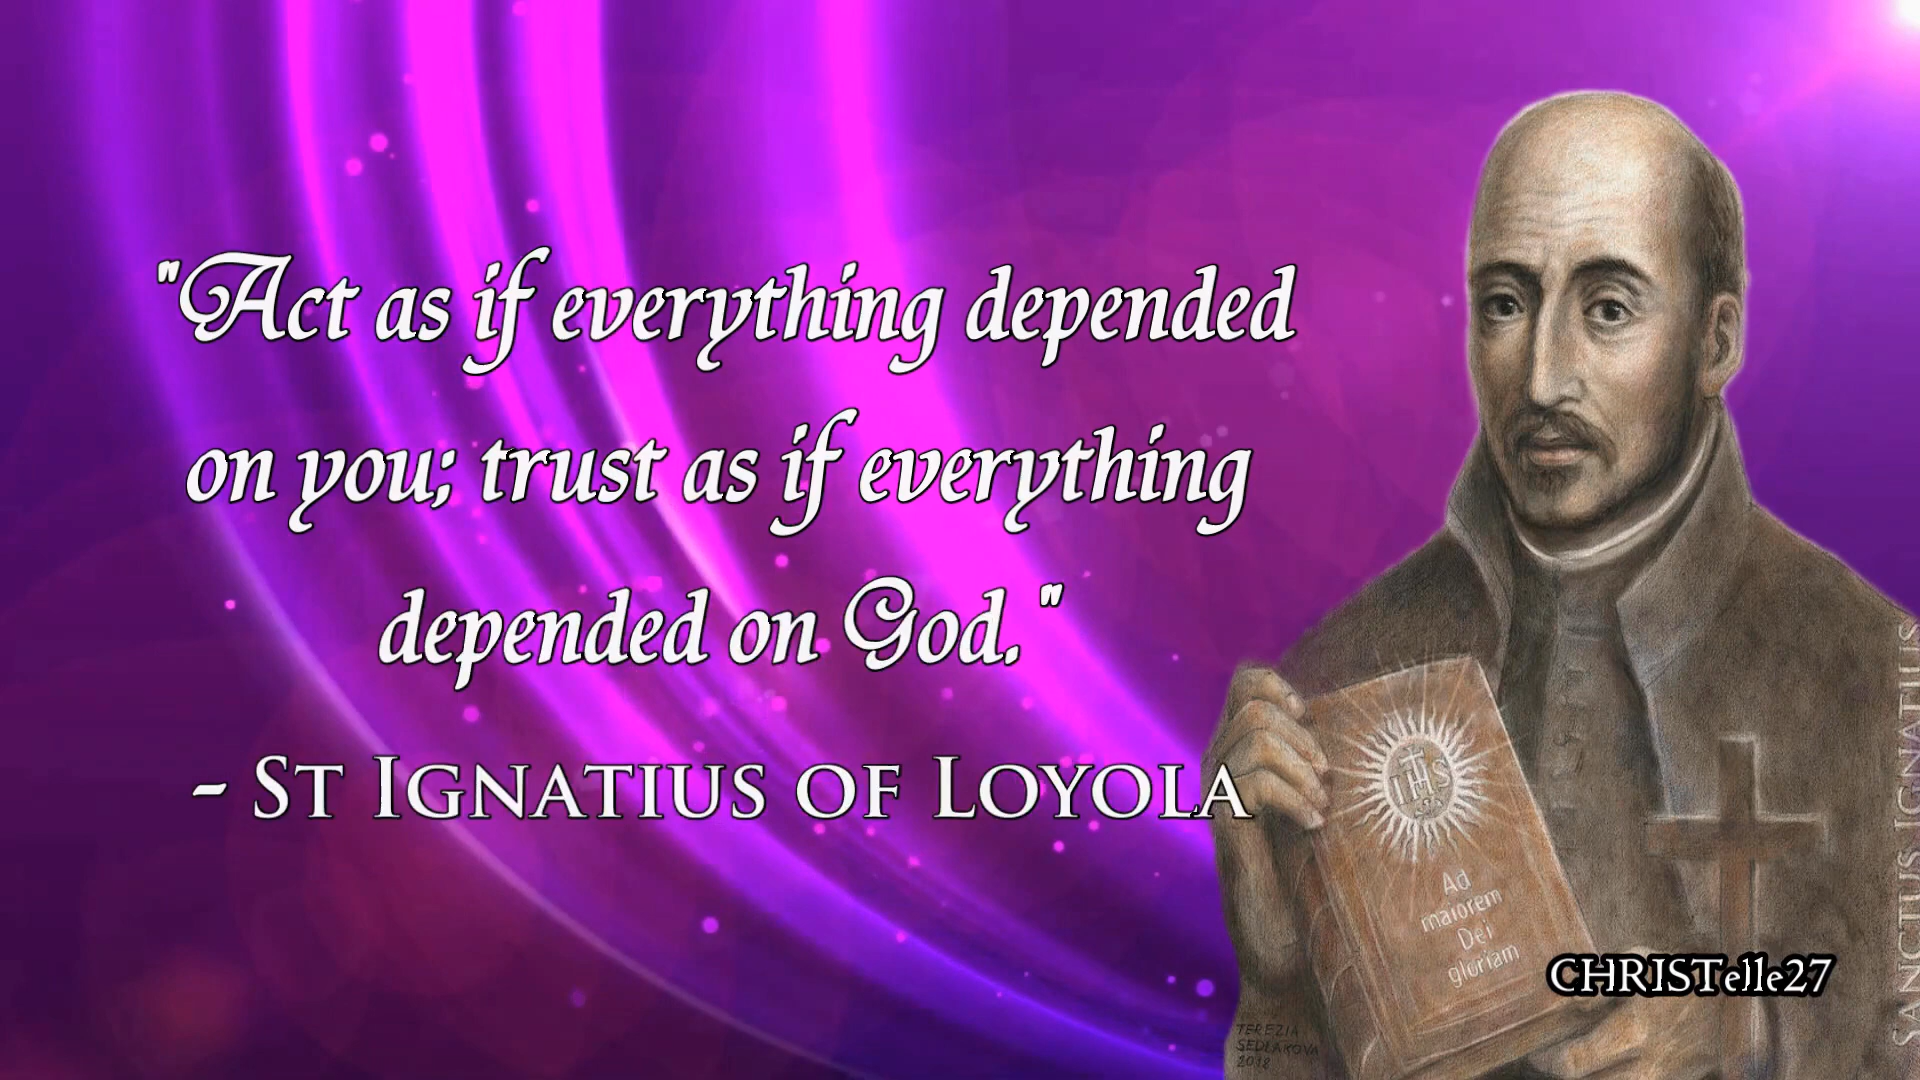 "Act as if everything depended
on you; trust as if everything
depended on God."
- St Ignatius of Loyola
IHS
Ad
maiorem
Dei
gloriam
CHRISTelle27
SANCTUS IGNATIUS
TEREZIA
SEDLAKOVA
2012